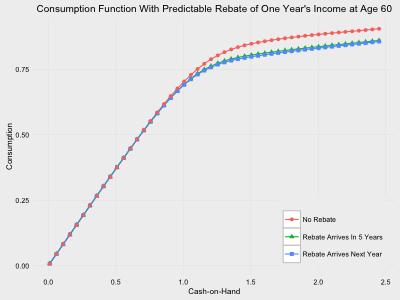 Consumption Function With Predictable Rebate of One Year's Income at Age 60
0.75
0.50
0.25
0.00
Consumption
No Rebate
Rebate Arrives In 5 Years
Rebate Arrives Next Year
0.0 0.5 1.0 1.5 2.0 2.5
Cash-on-Hand